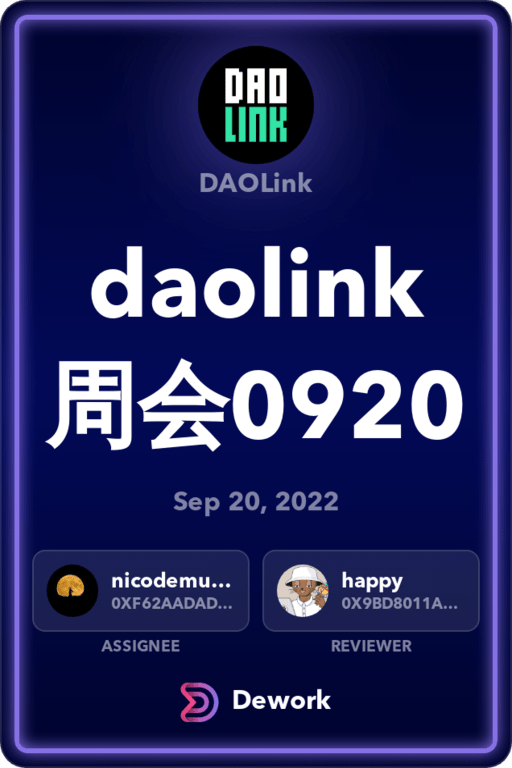 DAO
LINK
DAOLink
daolink
周会0920
Sep 20, 2022
nicodemu...
0XF62AADAD...
happy
0X9BD8011A...
ASSIGNEE
REVIEWER
Dework